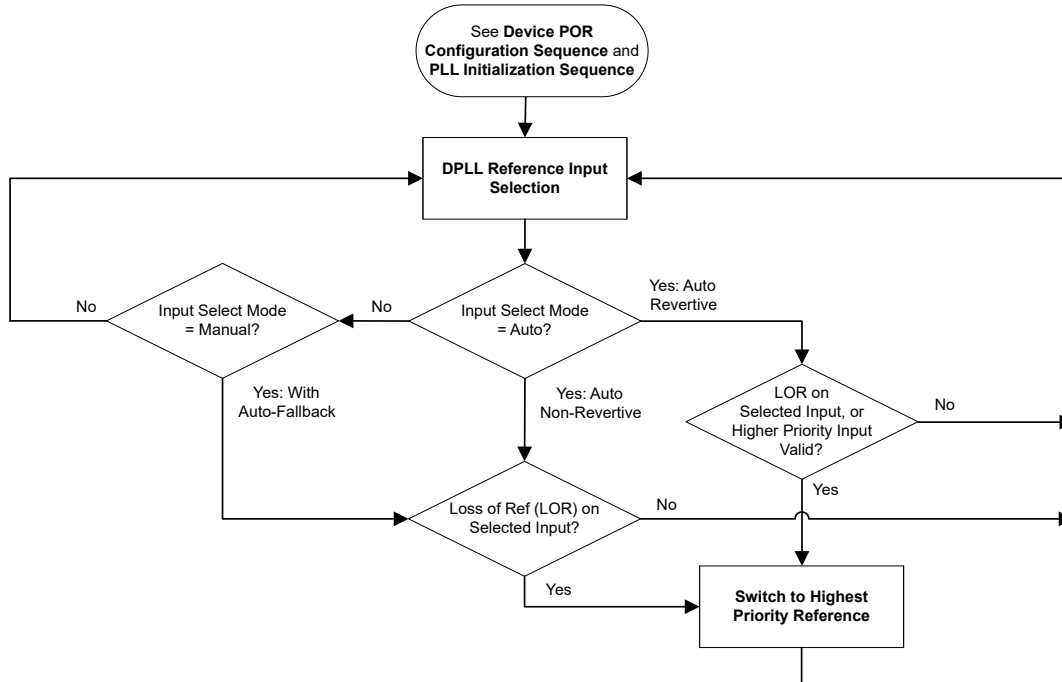 See Device POR
Configuration Sequence and
PLL Initialization Sequence
DPLL Reference Input
Selection
No
Input Select Mode
= Manual?
No
Input Select Mode
= Auto?
Yes: Auto
Revertive
Yes: With
Auto-Fallback
Yes: Auto
Non-Revertive
LOR on
Selected Input, or
Higher Priority Input
Valid?
No
Yes
Loss of Ref (LOR) on
Selected Input?
No
Yes
Switch to Highest
Priority Reference